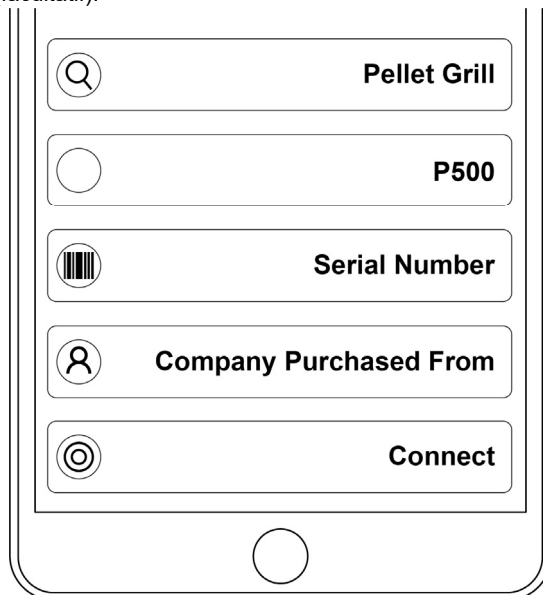 Pellet Grill
P500
Serial Number
Company Purchased From
Connect